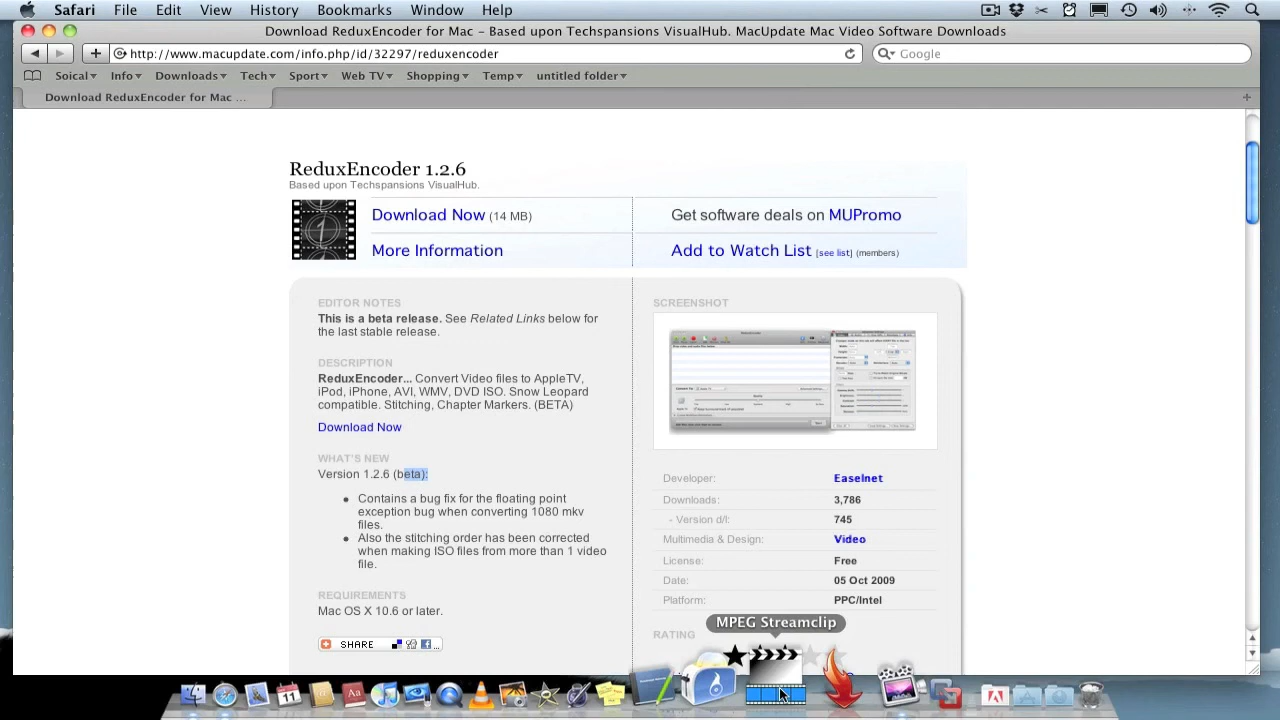 Safari File Edit View History Bookmarks Window Help
Download ReduxEncoder for Mac – Based upon Techspansions VisualHub. MacUpdate Mac Video Software Downloads
http://www.macupdate.com/info.php/id/32297/reduxencoder
Google
Soical Info Downloads Tech Sport Web TV Shopping Temp untitled folder
Download ReduxEncoder for Mac ...
ReduxEncoder 1.2.6
Based upon Techspansions VisualHub.
Download Now (14 MB)
Get software deals on MUPromo
More Information
Add to Watch List [see list] (members)
EDITOR NOTES
This is a beta release. See Related Links below for
the last stable release.
DESCRIPTION
ReduxEncoder... Convert Video files to AppleTv,
iPod, iPhone, AVI, WMV, DVD ISO. Snow Leopard
compatible. Stitching, Chapter Markers. (BETA)
Download Now
WHAT'S NEW
Version 1.2.6 (beta):
Contains a bug fix for the floating point
exception bug when converting 1080 mkv
files.
Also the stitching order has been corrected
when making ISO files from more than 1 video
file.
REQUIREMENTS
Mac OS X 10.6 or later.
SHARE
SCREENSHOT
Developer: Easelnet
Downloads: 3,786
- Version d/l: 745
Multimedia & Design: Video
License: Free
Date: 05 Oct 2009
Platform: PPC/Intel
RATING
MPEG Streamclip
11